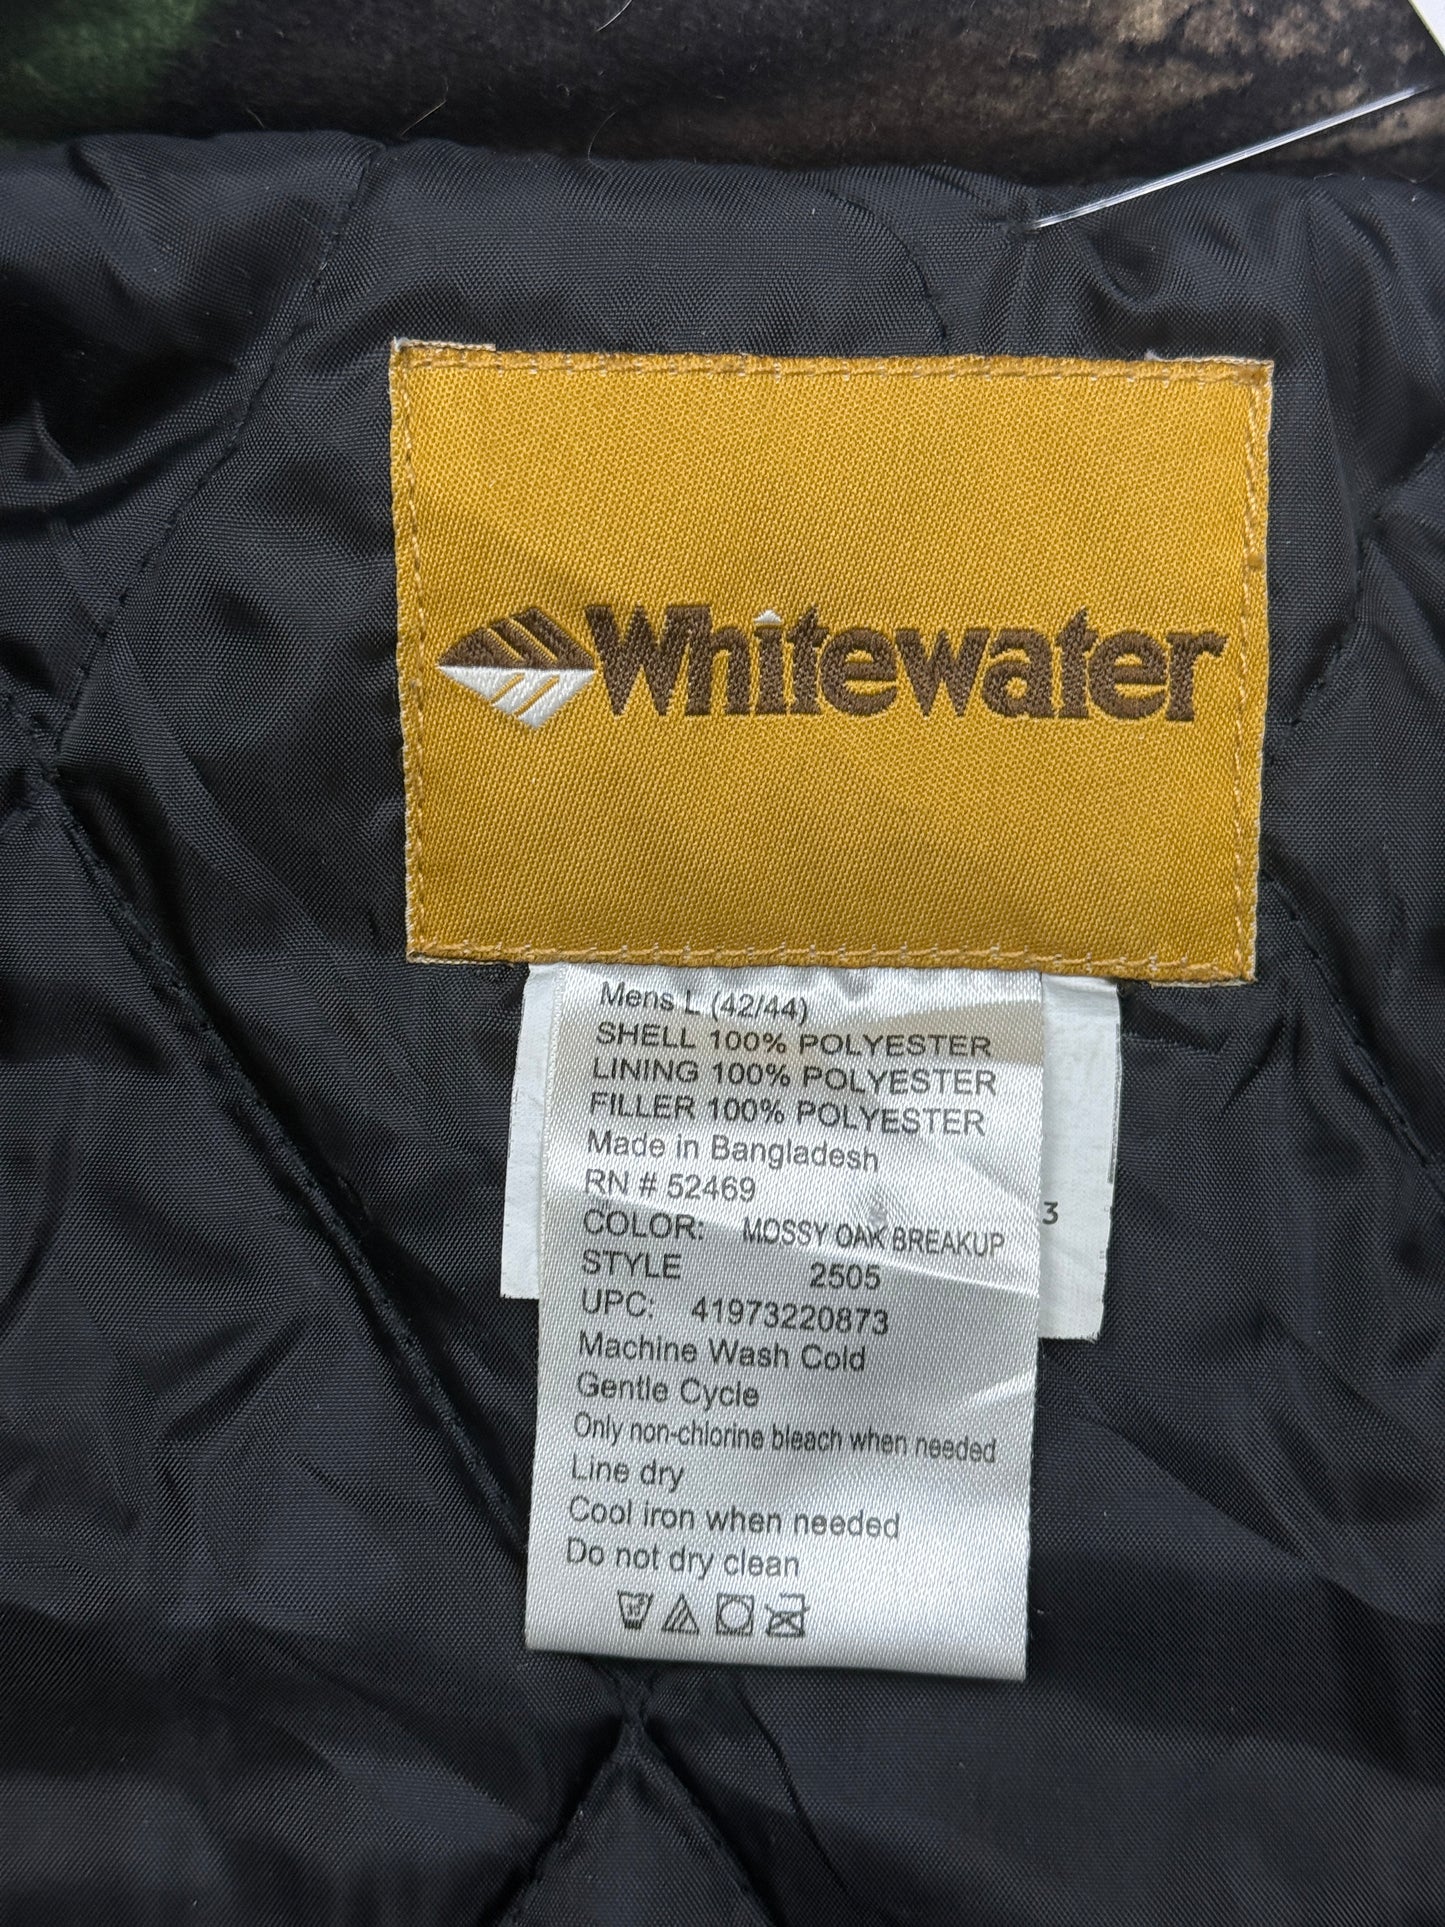 Whitewater
Mens L (42/44)
SHELL 100% POLYESTER
LINING 100% POLYESTER
FILLER 100% POLYESTER
Made in Bangladesh
RN # 52469
3
COLOR: MOSSY OAK BREAKUP
STYLE 2505
UPC: 41973220873
Machine Wash Cold
Gentle Cycle
Only non-chlorine bleach when needed
Line dry
Cool iron when needed
Do not dry clean